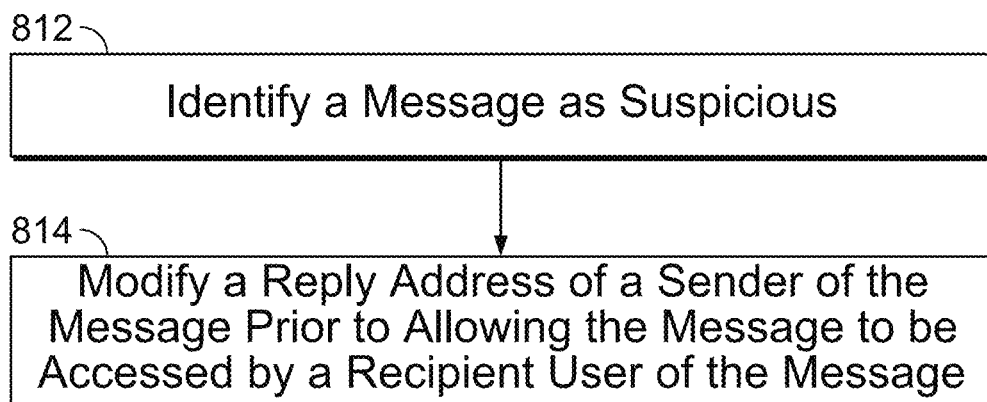 812
Identify a Message as Suspicious
814
Modify a Reply Address of a Sender of the
Message Prior to Allowing the Message to be
Accessed by a Recipient User of the Message